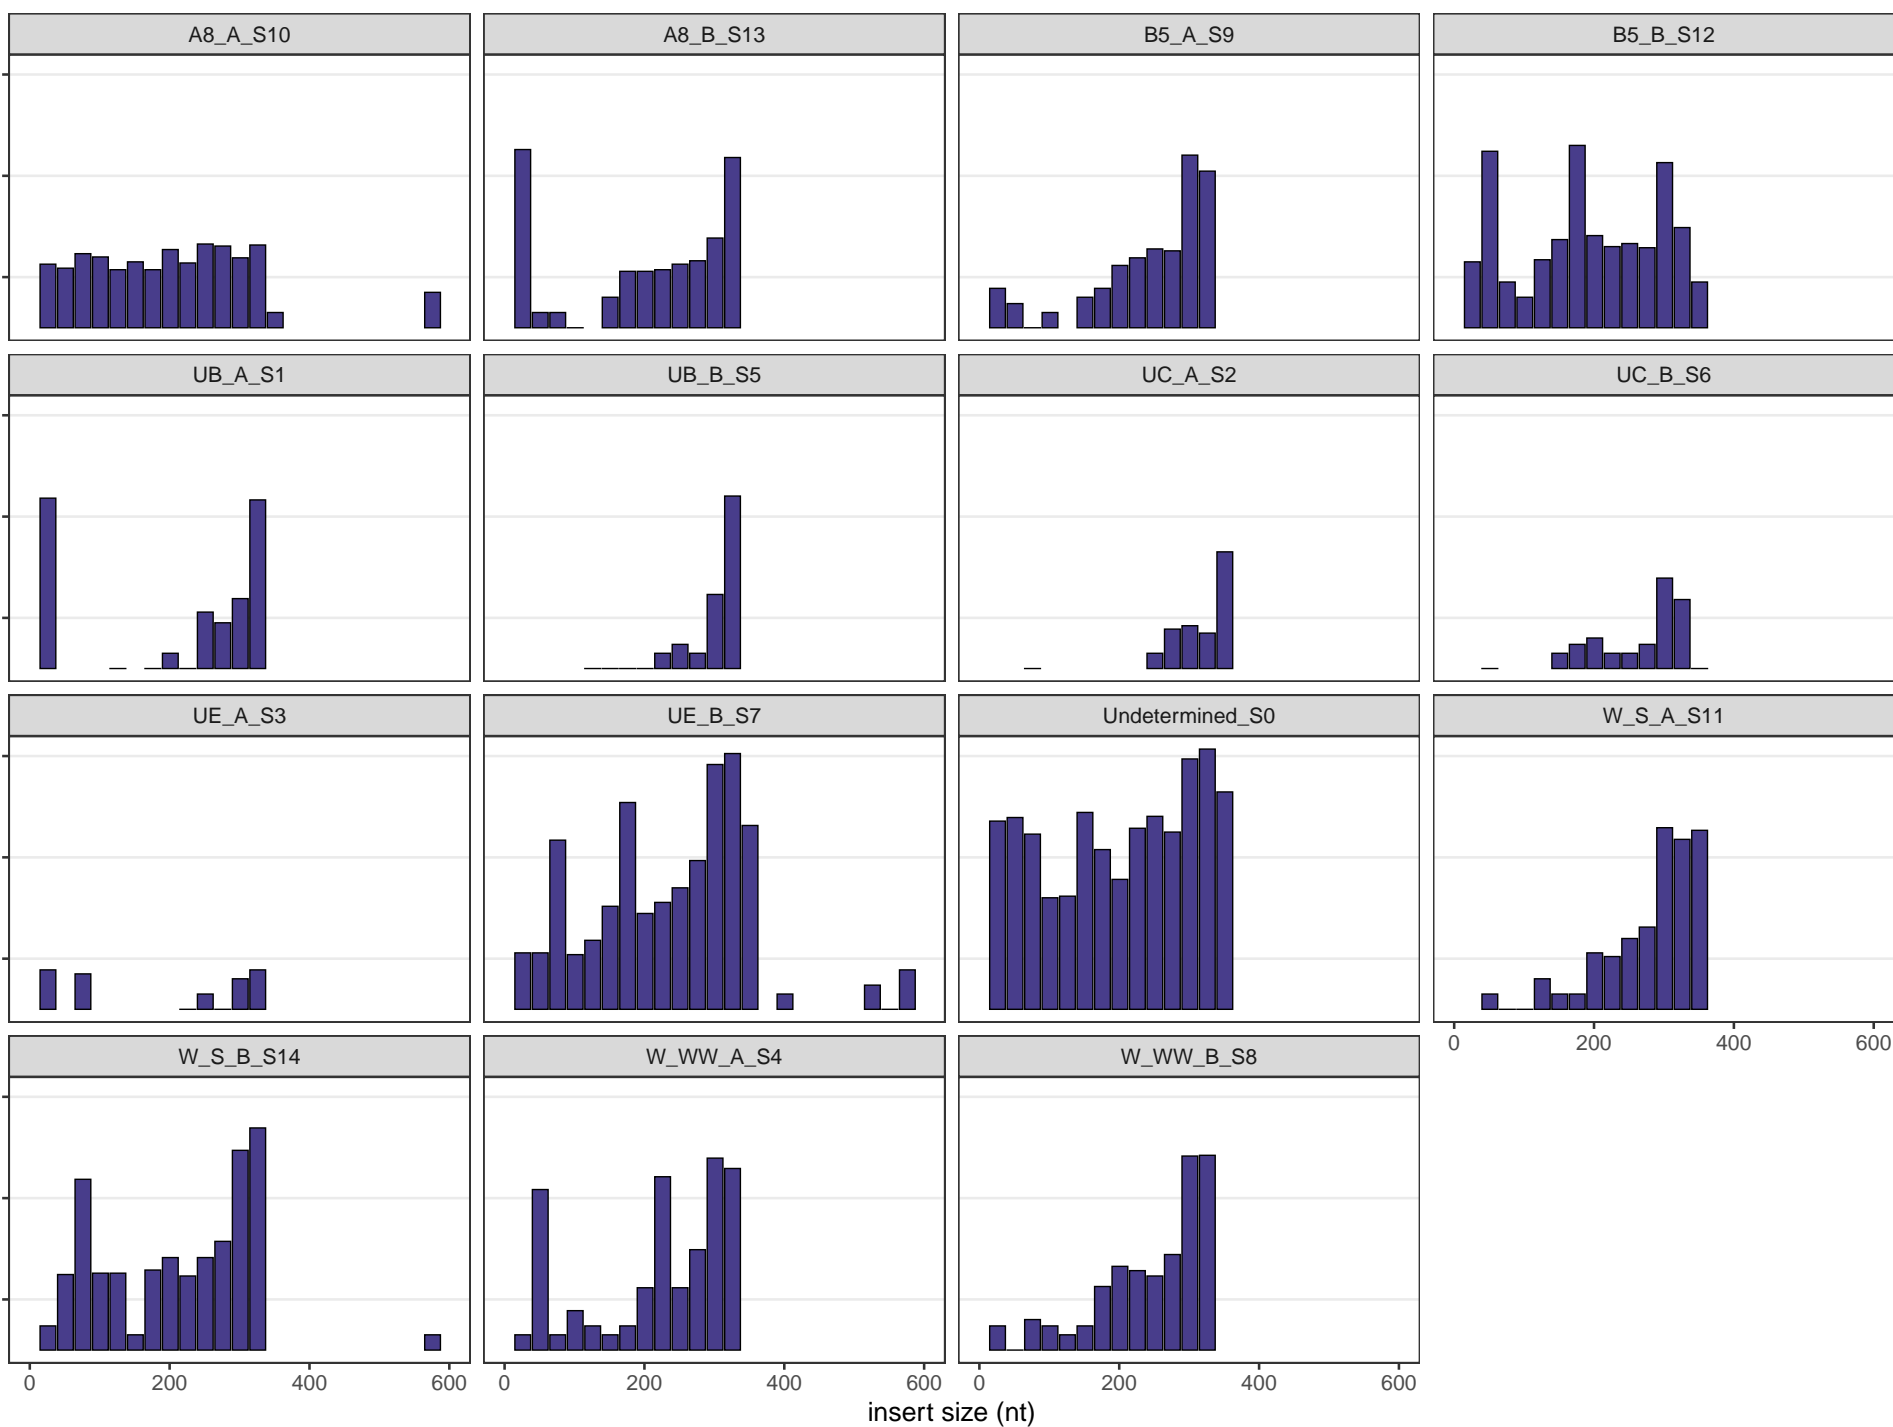 A8_A_S10
A8_B_S13
B5_A_S9
B5_B_S12
UB_A_S1
UB_B_S5
UC_A_S2
UC_B_S6
UE_A_S3
UE_B_S7
Undetermined_S0
W_S_A_S11
0 200 400 600
W_S_B_S14
W_WW_A_S4
W_WW_B_S8
0 200 400 600
0 200 400 600
0 200 400 600
insert size (nt)